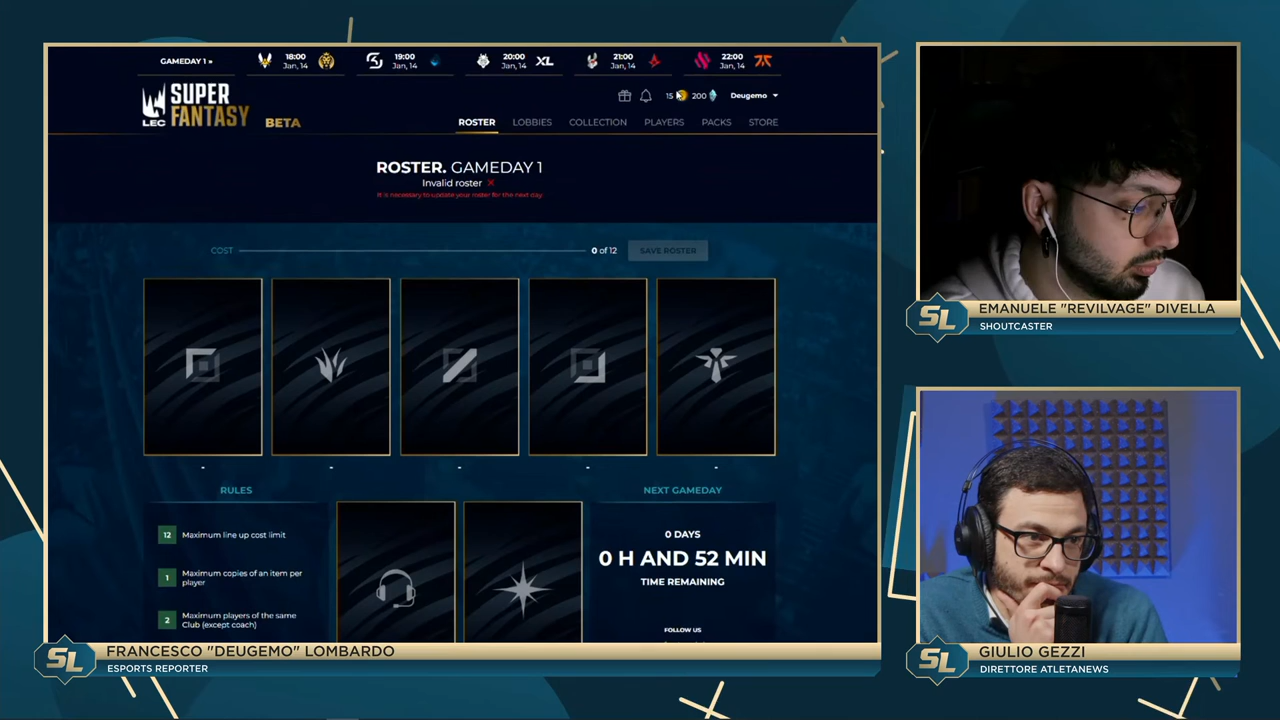 GAMEDAY 1 »
18:00
Jan, 14
19:00
Jan, 14
20:00
Jan, 14
XL
21:00
Jan, 14
22:00
Jan, 14
LEC
SUPER
FANTASY
BETA
15
200
Deugemo
ROSTER
LOBBIES
COLLECTION
PLAYERS
PACKS
STORE
ROSTER. GAMEDAY 1
Invalid roster
It is necessary to update your roster for the next day.
COST
0 of 12
SAVE ROSTER
-
-
-
-
-
RULES
12 Maximum line up cost limit
1 Maximum copies of an item per
player
2 Maximum players of the same
Club (except coach)
NEXT GAMEDAY
0 DAYS
0 H AND 52 MIN
TIME REMAINING
FOLLOW US
SL
FRANCESCO "DEUGEMO" LOMBARDO
ESPORTS REPORTER
SL
EMANUELE "REVILVAGE" DIVELLA
SHOUTCASTER
SL
GIULIO GEZZI
DIRETTORE ATLETANEWS